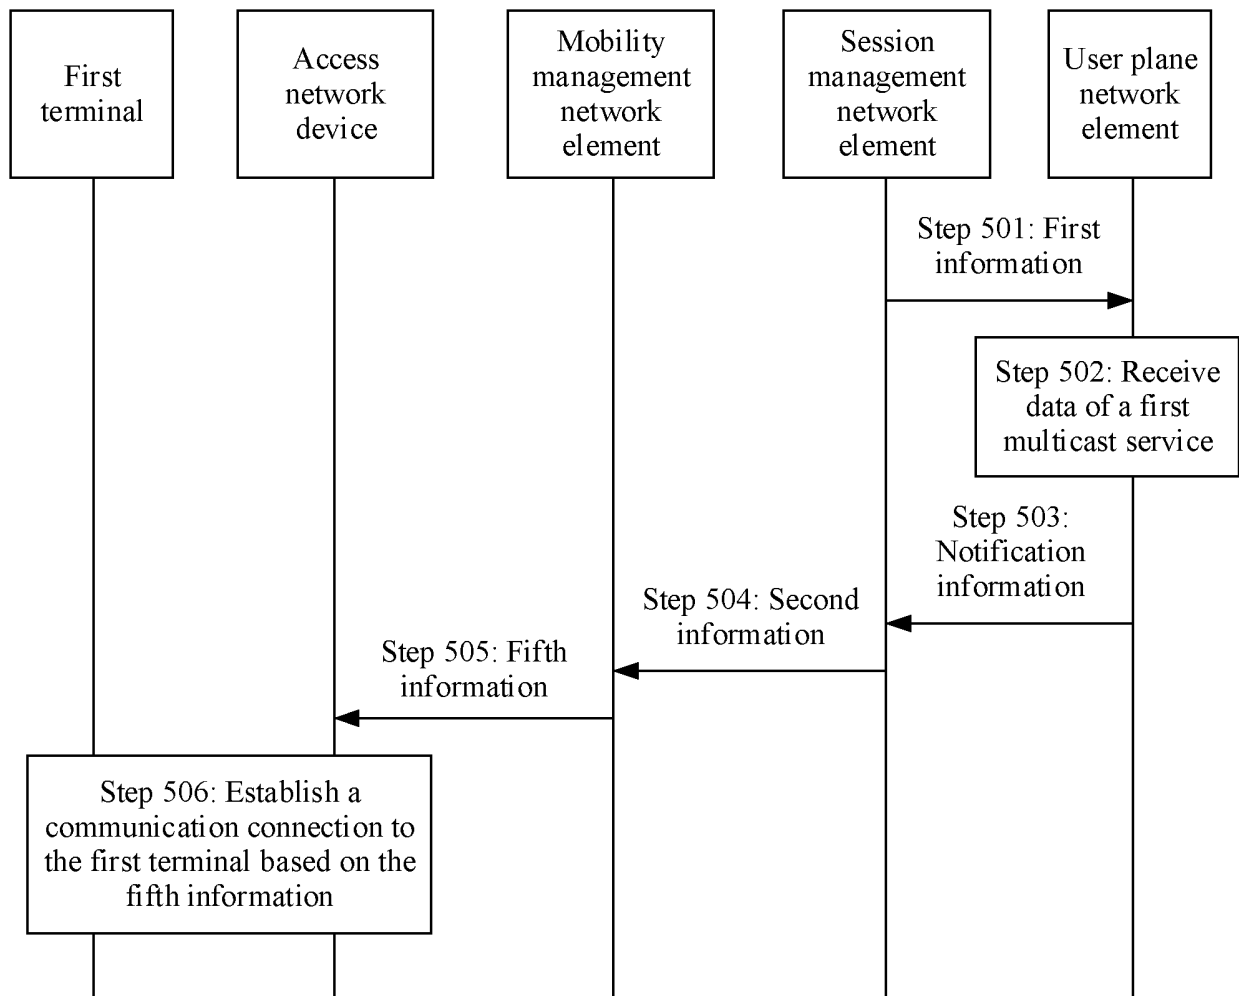 First
terminal
Access
network
device
Mobility
management
network
element
Session
management
network
element
User plane
network
element
Step 501: First
information
Step 502: Receive
data of a first
multicast service
Step 503:
Notification
information
Step 504: Second
information
Step 505: Fifth
information
Step 506: Establish a
communication connection to
the first terminal based on the
fifth information